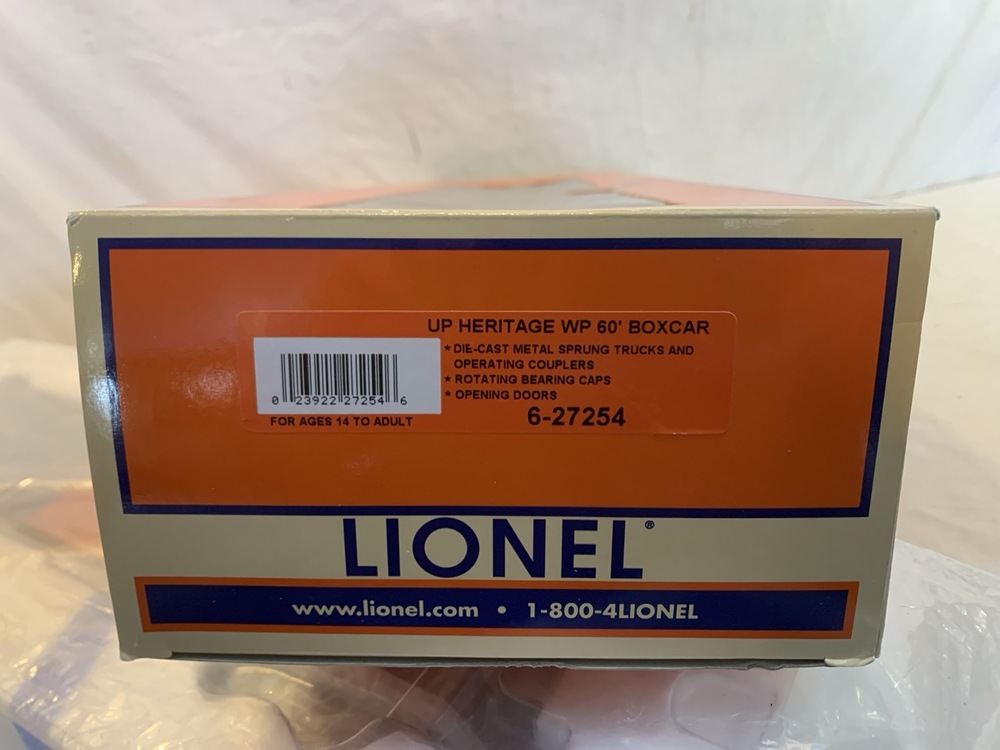 UP HERITAGE WP 60' BOXCAR
* DIE-CAST METAL SPRUNG TRUCKS AND
OPERATING COUPLERS
* ROTATING BEARING CAPS
* OPENING DOORS
0 23922 27254 6
FOR AGES 14 TO ADULT
6-27254
LIONEL®
www.lionel.com • 1-800-4LIONEL